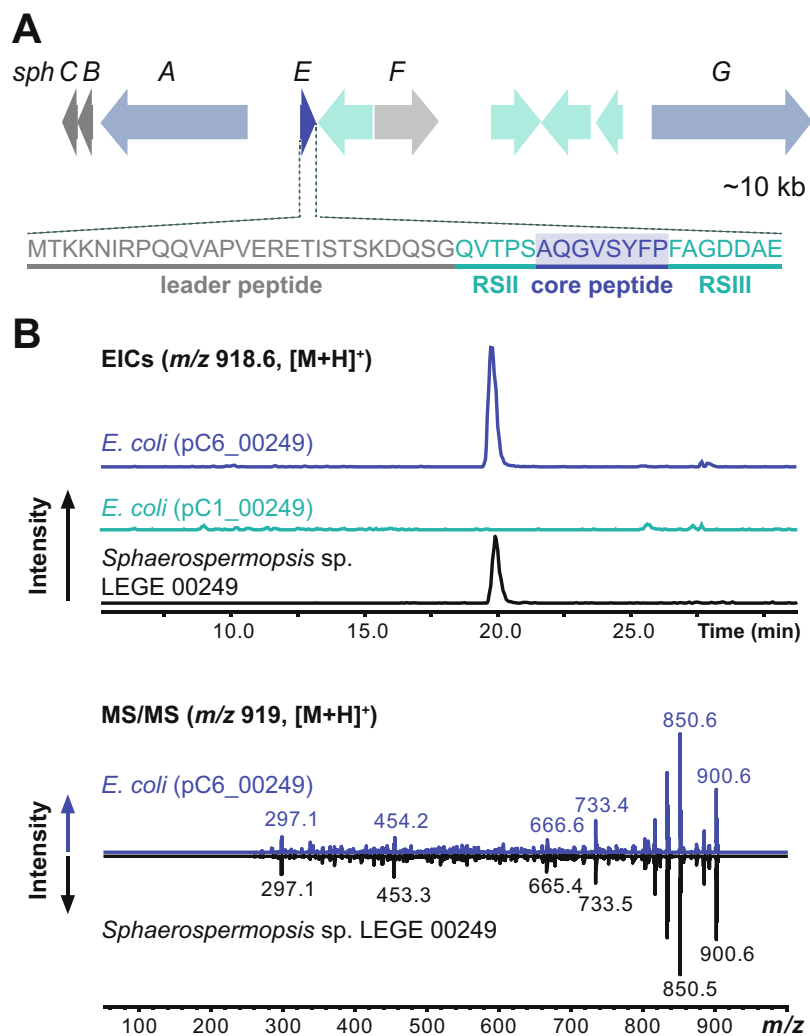 A
sph C B A E F G
~10 kb
MTKKNIRPQQVAPVERETISTSKDQSGQVTPSAQGVSYFPFAGDDAE
leader peptide RSII core peptide RSIII
B
EICs (m/z 918.6, [M+H]⁺)
E. coli (pC6_00249)
E. coli (pC1_00249)
Sphaerospermopsis sp.
LEGE 00249
Intensity
10.0 15.0 20.0 25.0 Time (min)
MS/MS (m/z 919, [M+H]⁺)
E. coli (pC6_00249)
297.1 454.2 666.6 733.4 850.6 900.6
Intensity
297.1 453.3 665.4 733.5 850.5 900.6
Sphaerospermopsis sp. LEGE 00249
100 200 300 400 500 600 700 800 900 m/z